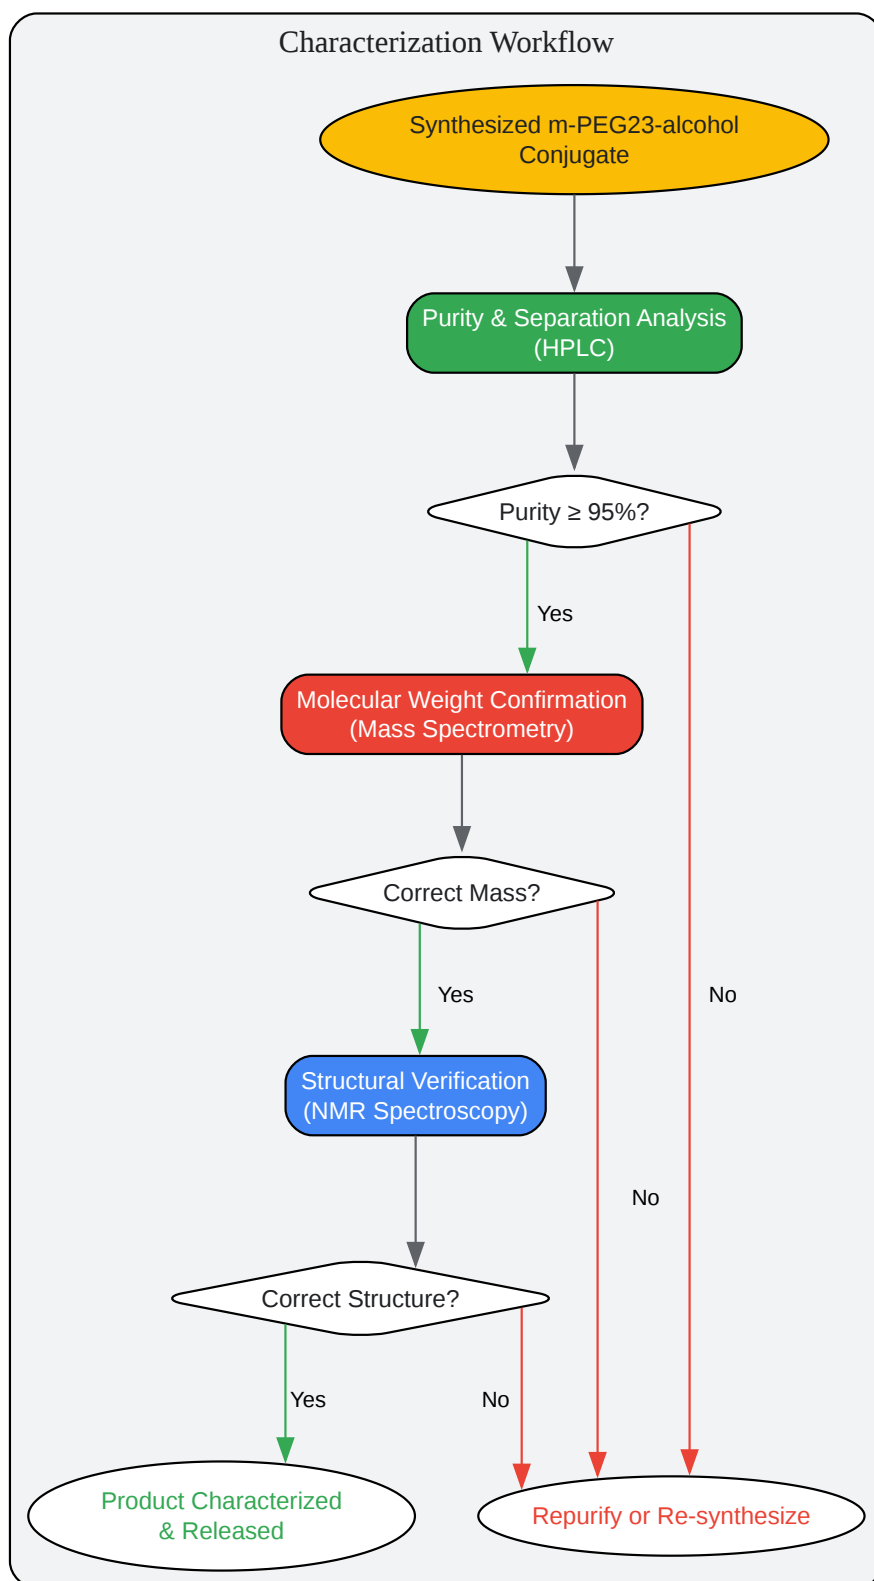 Characterization Workflow
Synthesized m-PEG23-alcohol
Conjugate
Purity & Separation Analysis
(HPLC)
Purity ≥ 95%?
Yes
Molecular Weight Confirmation
(Mass Spectrometry)
Correct Mass?
Yes
No
Structural Verification
(NMR Spectroscopy)
No
Correct Structure?
Yes
No
Product Characterized
& Released
Repurify or Re-synthesize